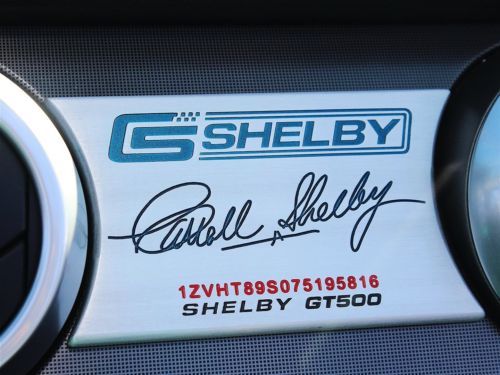 CS SHELBY
Carroll Shelby
1ZVHT89S075195816
SHELBY GT500